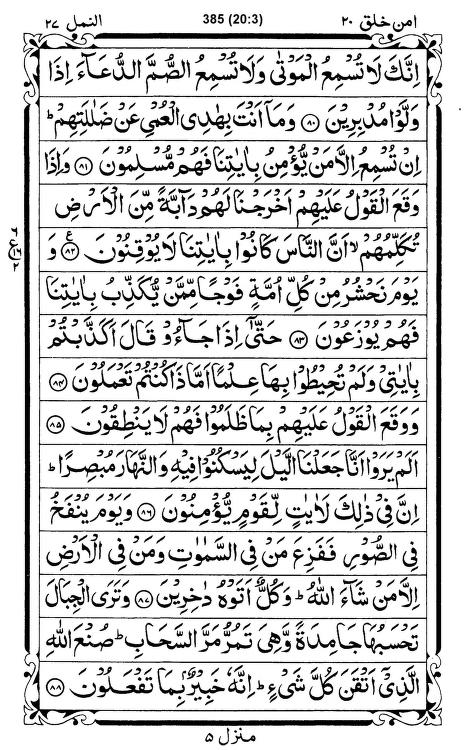 امن خلق ٢٠ 385 (20:3) النمل ٢٧
اِنَّكَ لَا تُسْمِعُ الْمَوْتٰى وَلَا تُسْمِعُ الصُّمَّ الدُّعَآءَ اِذَا
وَلَّوْا مُدْبِرِيْنَ ﴿٨٠﴾ وَمَآ اَنْتَ بِهٰدِى الْعُمْىِ عَنْ ضَلٰلَتِهِمْ ؕ
اِنْ تُسْمِعُ اِلَّا مَنْ يُّؤْمِنُ بِاٰيٰتِنَا فَهُمْ مُّسْلِمُوْنَ ﴿٨١﴾ وَاِذَا
وَقَعَ الْقَوْلُ عَلَيْهِمْ اَخْرَجْنَا لَهُمْ دَآبَّةً مِّنَ الْاَرْضِ
تُكَلِّمُهُمْ ۙ اَنَّ النَّاسَ كَانُوْا بِاٰيٰتِنَا لَا يُوْقِنُوْنَ ﴿٨٢﴾ ع وَ
يَوْمَ نَحْشُرُ مِنْ كُلِّ اُمَّةٍ فَوْجًا مِّمَّنْ يُّكَذِّبُ بِاٰيٰتِنَا
فَهُمْ يُوْزَعُوْنَ ﴿٨٣﴾ حَتّٰٓى اِذَا جَآءُوْ قَالَ اَكَذَّبْتُمْ
بِاٰيٰتِىْ وَلَمْ تُحِيْطُوْا بِهَا عِلْمًا اَمَّا ذَا كُنْتُمْ تَعْمَلُوْنَ ﴿٨٤﴾
وَوَقَعَ الْقَوْلُ عَلَيْهِمْ بِمَا ظَلَمُوْا فَهُمْ لَا يَنْطِقُوْنَ ﴿٨٥﴾
اَلَمْ يَرَوْا اَنَّا جَعَلْنَا الَّيْلَ لِيَسْكُنُوْا فِيْهِ وَالنَّهَارَ مُبْصِرًا ؕ
اِنَّ فِىْ ذٰلِكَ لَاٰيٰتٍ لِّقَوْمٍ يُّؤْمِنُوْنَ ﴿٨٦﴾ وَيَوْمَ يُنْفَخُ
فِى الصُّوْرِ فَفَزِعَ مَنْ فِى السَّمٰوٰتِ وَمَنْ فِى الْاَرْضِ
اِلَّا مَنْ شَآءَ اللّٰهُ ؕ وَكُلٌّ اَتَوْهُ دٰخِرِيْنَ ﴿٨٧﴾ وَتَرَى الْجِبَالَ
تَحْسَبُهَا جَامِدَةً وَّهِىَ تَمُرُّ مَرَّ السَّحَابِ ؕ صُنْعَ اللّٰهِ
الَّذِىْٓ اَتْقَنَ كُلَّ شَىْءٍ ؕ اِنَّهٗ خَبِيْرٌۢ بِمَا تَفْعَلُوْنَ ﴿٨٨﴾
منزل ٥